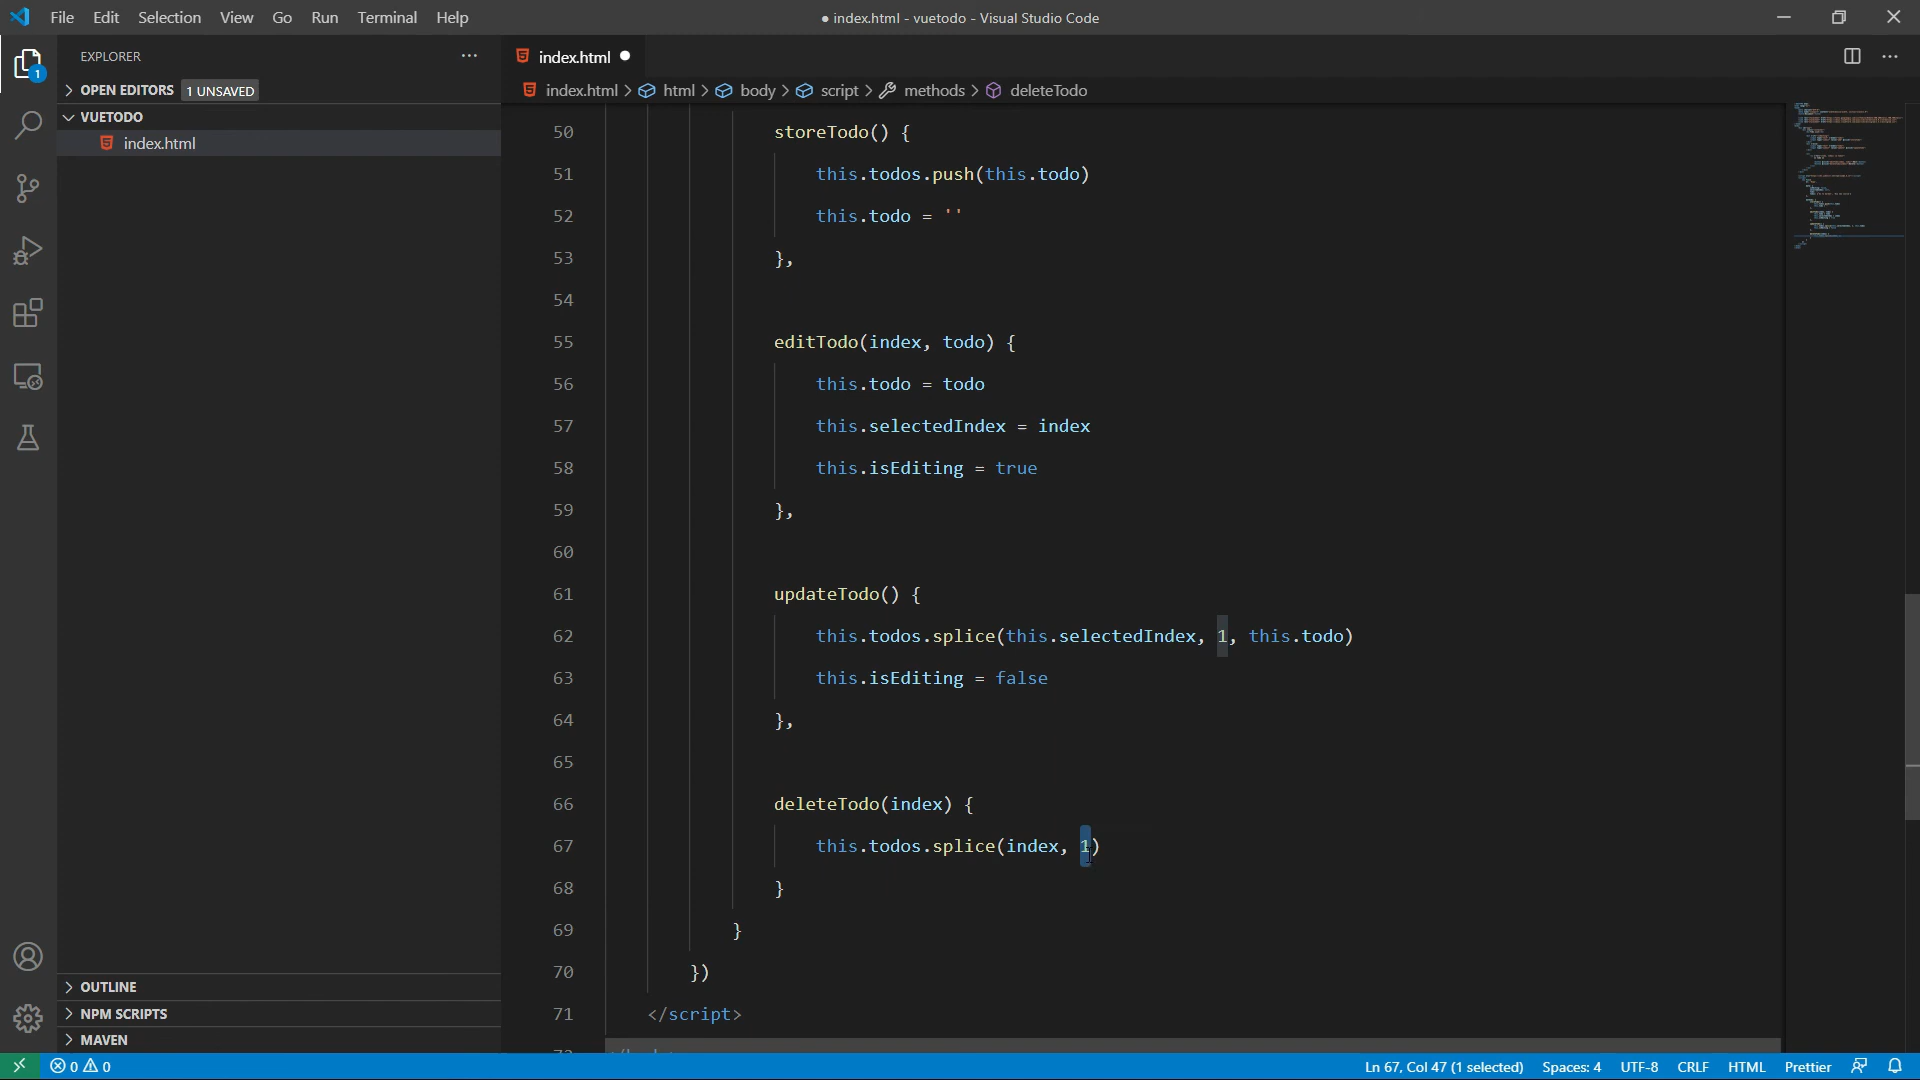 File Edit Selection View Go Run Terminal Help
● index.html - vuetodo - Visual Studio Code
EXPLORER
OPEN EDITORS 1 UNSAVED
VUETODO
index.html
OUTLINE
NPM SCRIPTS
MAVEN
1
index.html
index.html > html > body > script > methods > deleteTodo
50 storeTodo() {
51 this.todos.push(this.todo)
52 this.todo = ''
53 },
54
55 editTodo(index, todo) {
56 this.todo = todo
57 this.selectedIndex = index
58 this.isEditing = true
59 },
60
61 updateTodo() {
62 this.todos.splice(this.selectedIndex, 1, this.todo)
63 this.isEditing = false
64 },
65
66 deleteTodo(index) {
67 this.todos.splice(index, 1)
68 }
69 }
70 })
71 </script>
0 0
Ln 67, Col 47 (1 selected) Spaces: 4 UTF-8 CRLF HTML Prettier